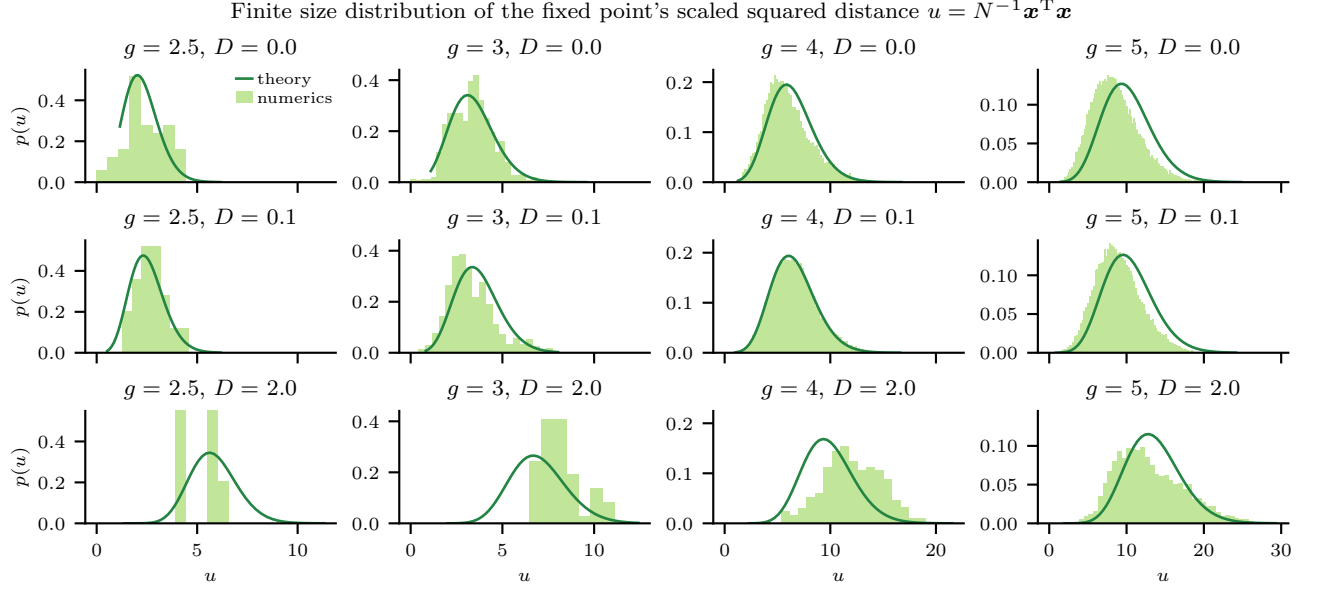 Finite size distribution of the fixed point's scaled squared distance u = N⁻¹xᵀx
g = 2.5, D = 0.0
g = 3, D = 0.0
g = 4, D = 0.0
g = 5, D = 0.0
theory
numerics
p(u)
0.4
0.2
0.0
0.4
0.2
0.0
0.2
0.1
0.0
0.10
0.05
0.00
g = 2.5, D = 0.1
g = 3, D = 0.1
g = 4, D = 0.1
g = 5, D = 0.1
p(u)
0.4
0.2
0.0
0.4
0.2
0.0
0.2
0.1
0.0
0.10
0.05
0.00
g = 2.5, D = 2.0
g = 3, D = 2.0
g = 4, D = 2.0
g = 5, D = 2.0
p(u)
0.4
0.2
0.0
0.4
0.2
0.0
0.2
0.1
0.0
0.10
0.05
0.00
0 5 10
0 5 10
0 10 20
0 10 20 30
u
u
u
u